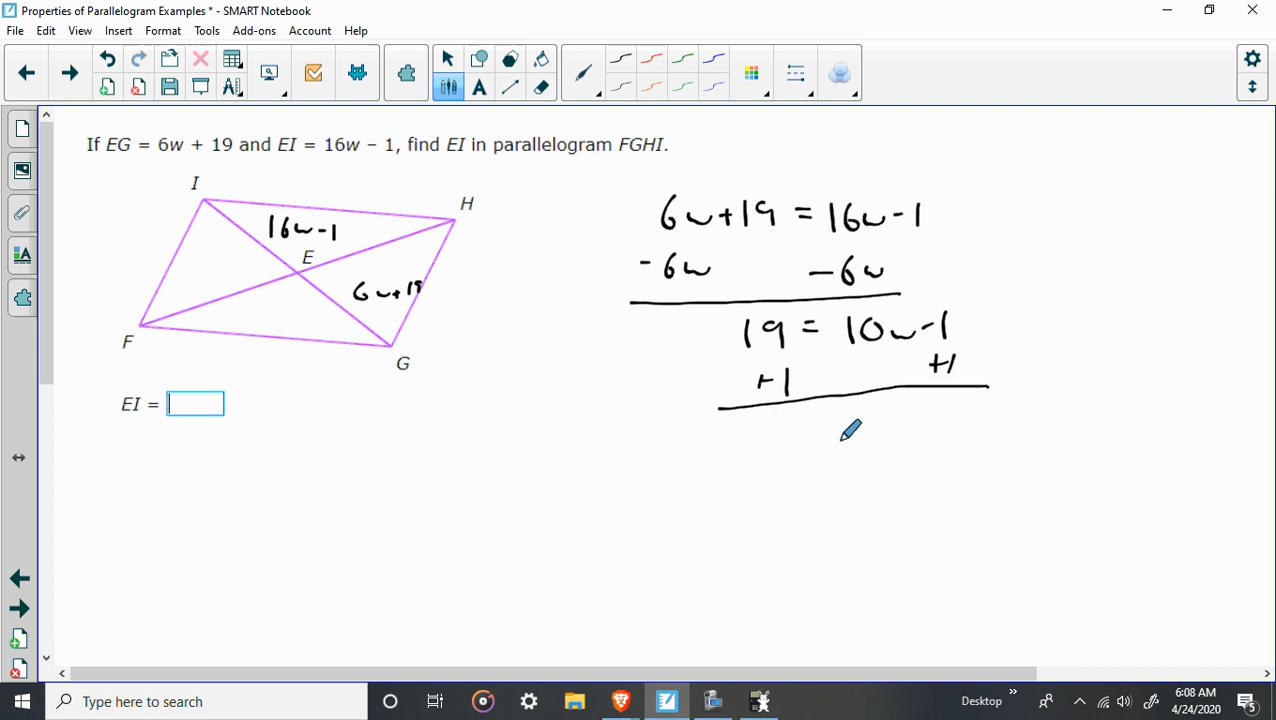 Properties of Parallelogram Examples * - SMART Notebook
File Edit View Insert Format Tools Add-ons Account Help
If EG = 6w + 19 and EI = 16w − 1, find EI in parallelogram FGHI.
I
H
16w-1
E
6w+19
F
G
EI =
6w+19 = 16w-1
-6w -6w
19 = 10w-1
+1 +1
Type here to search
Desktop »
6:08 AM
4/24/2020
5